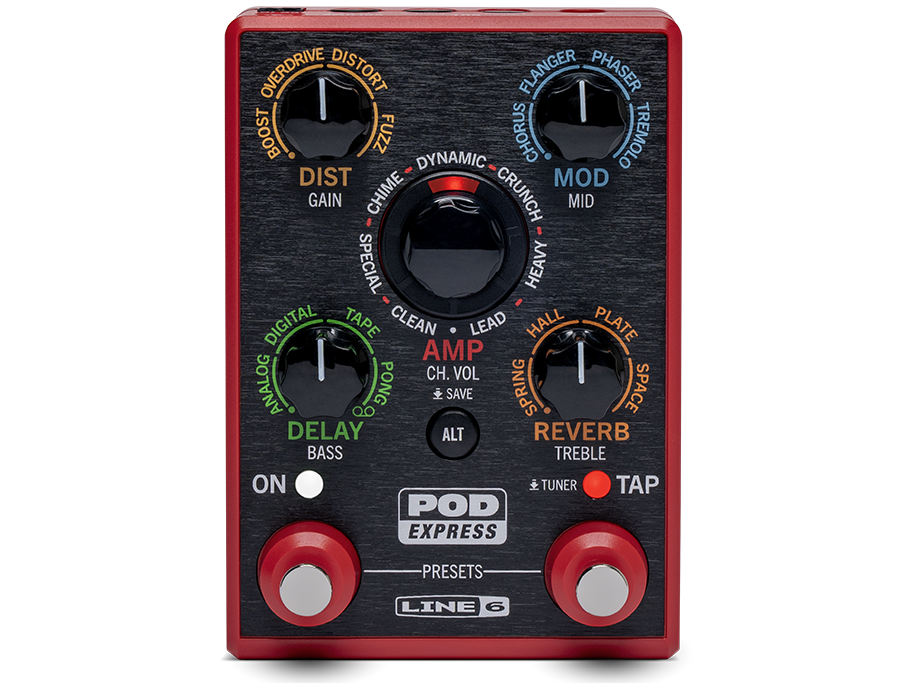 BOOST OVERDRIVE DISTORT FUZZ
DIST
GAIN
CHORUS FLANGER PHASER TREMOLO
MOD
MID
CLEAN SPECIAL CHIME DYNAMIC CRUNCH HEAVY LEAD
AMP
CH. VOL
SAVE
ALT
ANALOG DIGITAL TAPE PONG
DELAY
BASS
SPRING HALL PLATE SPACE
REVERB
TREBLE
ON
TUNER TAP
POD
EXPRESS
PRESETS
LINE 6